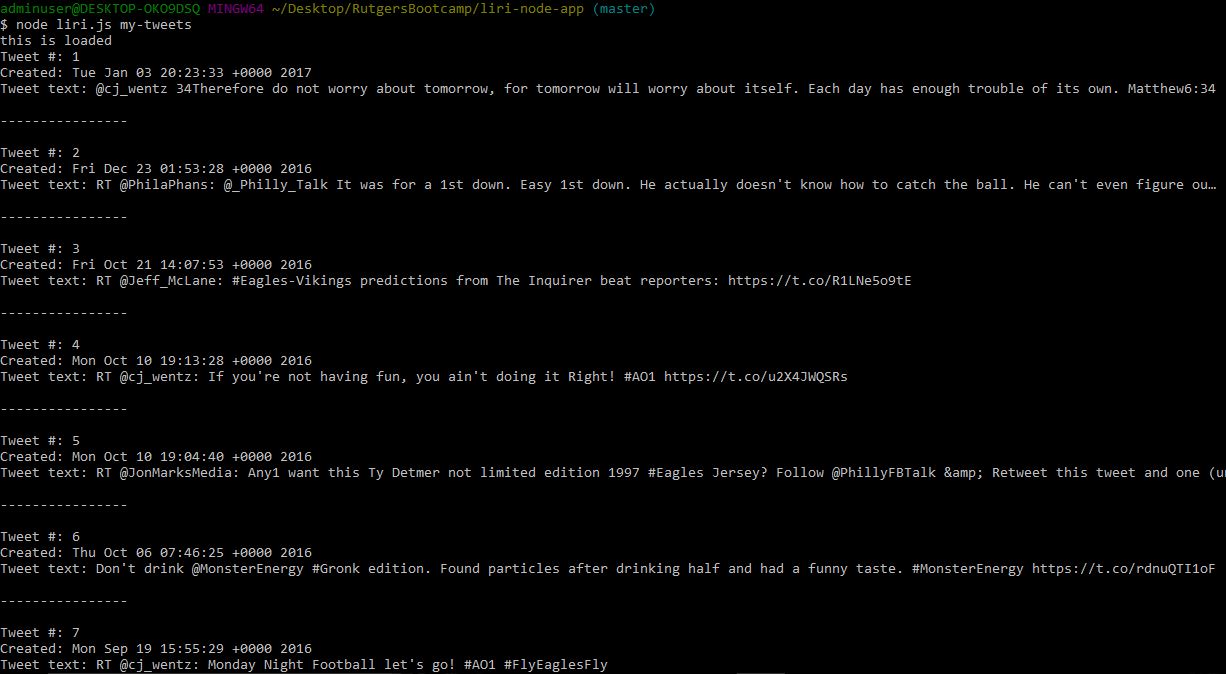 adminuser@DESKTOP-OKO9DSQ MINGW64 ~/Desktop/RutgersBootcamp/liri-node-app (master)
$ node liri.js my-tweets
this is loaded
Tweet #: 1
Created: Tue Jan 03 20:23:33 +0000 2017
Tweet text: @cj_wentz 34Therefore do not worry about tomorrow, for tomorrow will worry about itself. Each day has enough trouble of its own. Matthew6:34
----------------
Tweet #: 2
Created: Fri Dec 23 01:53:28 +0000 2016
Tweet text: RT @PhilaPhans: @_Philly_Talk It was for a 1st down. Easy 1st down. He actually doesn't know how to catch the ball. He can't even figure ou…
----------------
Tweet #: 3
Created: Fri Oct 21 14:07:53 +0000 2016
Tweet text: RT @Jeff_McLane: #Eagles-Vikings predictions from The Inquirer beat reporters: https://t.co/R1LNe5o9tE
----------------
Tweet #: 4
Created: Mon Oct 10 19:13:28 +0000 2016
Tweet text: RT @cj_wentz: If you're not having fun, you ain't doing it Right! #AO1 https://t.co/u2X4JWQSRs
----------------
Tweet #: 5
Created: Mon Oct 10 19:04:40 +0000 2016
Tweet text: RT @JonMarksMedia: Any1 want this Ty Detmer not limited edition 1997 #Eagles Jersey? Follow @PhillyFBTalk &amp; Retweet this tweet and one
----------------
Tweet #: 6
Created: Thu Oct 06 07:46:25 +0000 2016
Tweet text: Don't drink @MonsterEnergy #Gronk edition. Found particles after drinking half and had a funny taste. #MonsterEnergy https://t.co/rdnuQTI1oF
----------------
Tweet #: 7
Created: Mon Sep 19 15:55:29 +0000 2016
Tweet text: RT @cj_wentz: Monday Night Football let's go! #AO1 #FlyEaglesFly